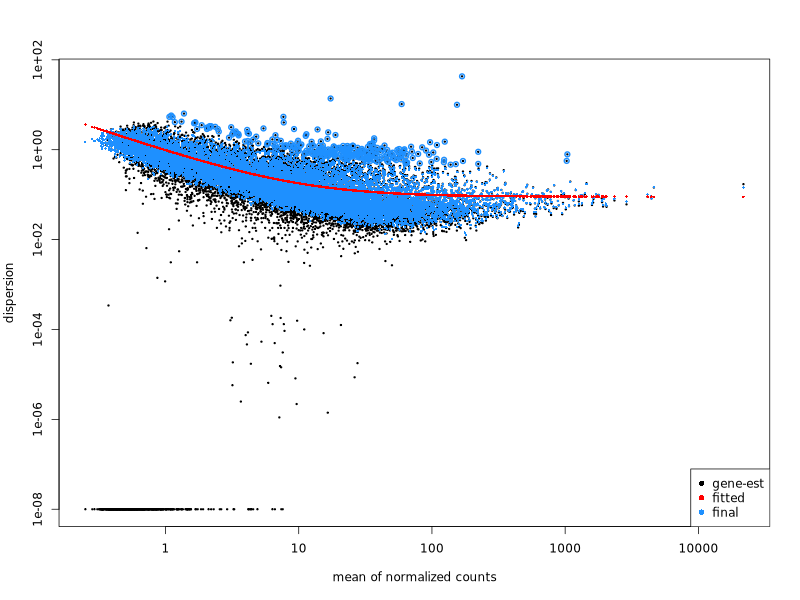 1e+02
1e+00
1e-02
1e-04
1e-06
1e-08
dispersion
1
10
100
1000
10000
mean of normalized counts
gene-est
fitted
final